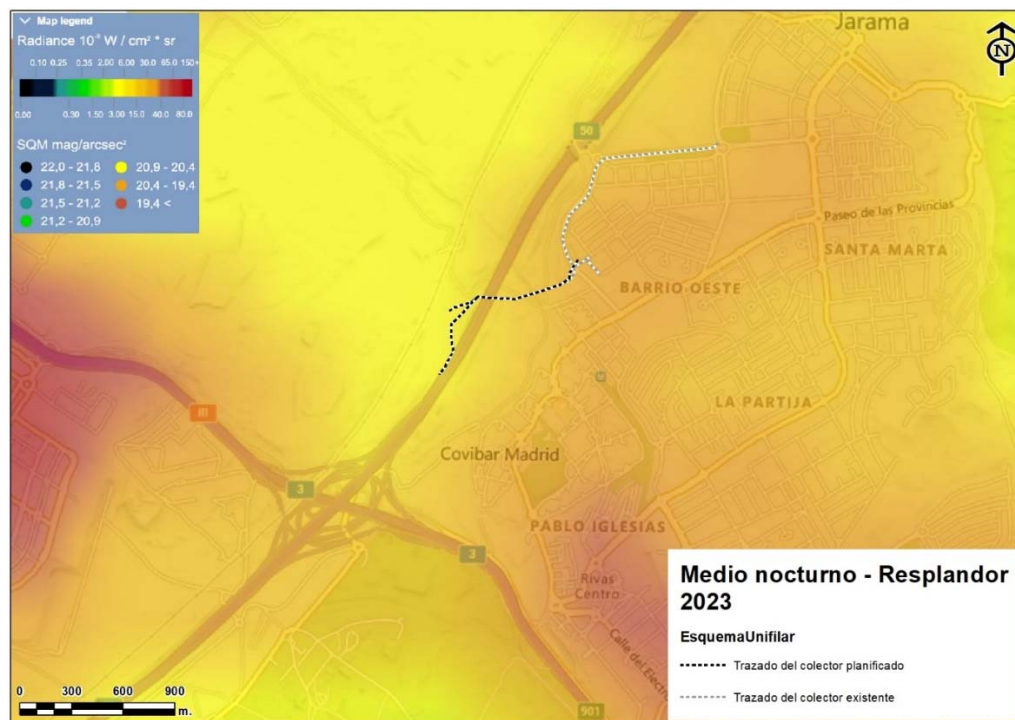 Map legend
Radiance 10⁻⁹ W / cm² * sr
0.10 0.25 0.35 2.00 6.00 30.00 65.0 150+
0.00 0.30 1.50 3.00 15.0 40.0 80.0
SQM mag/arcsec²
22,0 - 21,8
21,8 - 21,5
21,5 - 21,2
21,2 - 20,9
20,9 - 20,4
20,4 - 19,4
19,4 <
Jarama
N
50
Paseo de las Provincias
SANTA MARTA
BARRIO OESTE
LA PARTIJA
III
Covibar Madrid
3
PABLO IGLESIAS
3
Rivas
Centro
901
0 300 600 900
m.
Medio nocturno - Resplandor
2023
EsquemaUnifilar
Trazado del colector planificado
Trazado del colector existente